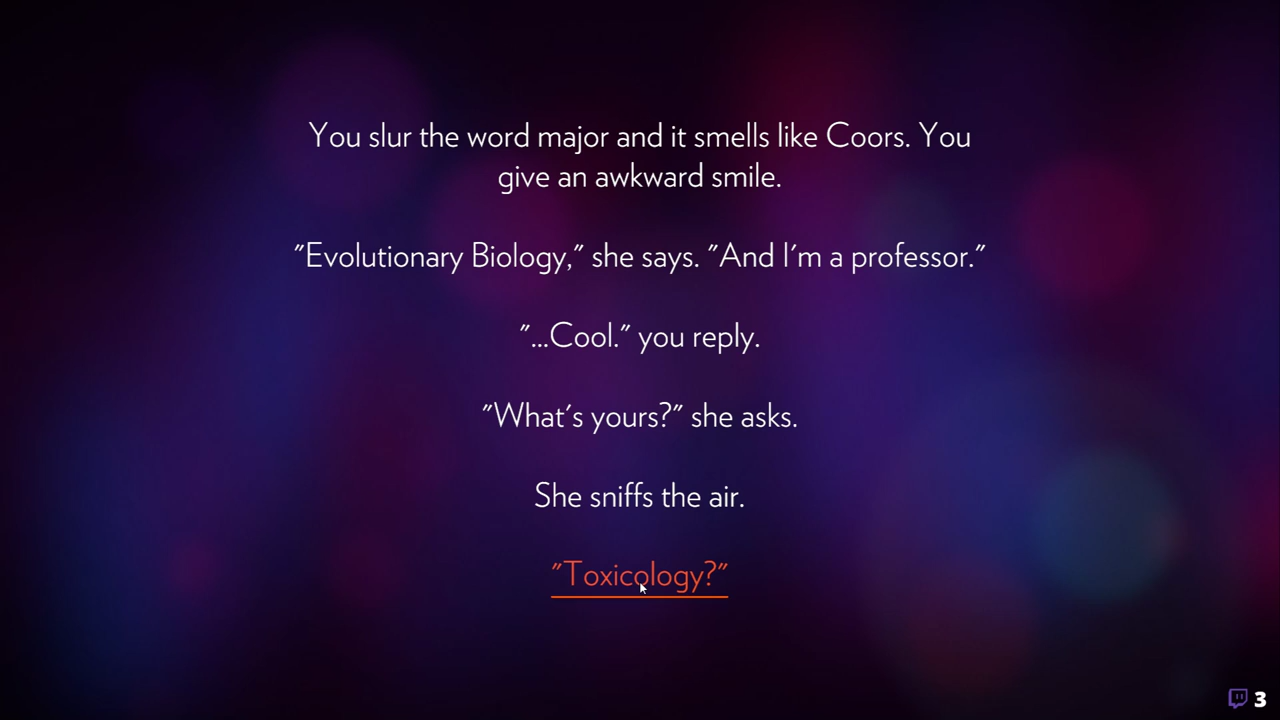 You slur the word major and it smells like Coors. You
give an awkward smile.
"Evolutionary Biology," she says. "And I'm a professor."
"...Cool." you reply.
"What's yours?" she asks.
She sniffs the air.
"Toxicology?"
3